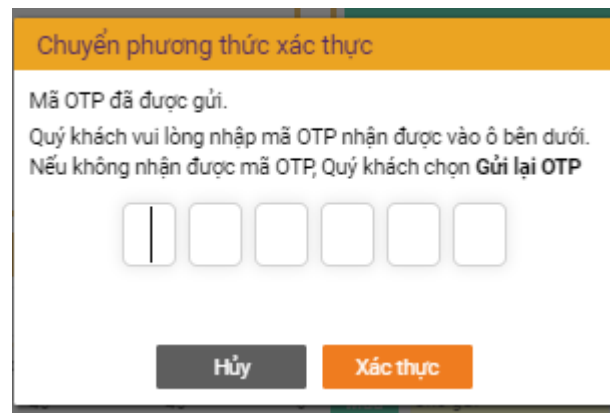 Chuyển phương thức xác thực
Mã OTP đã được gửi.
Quý khách vui lòng nhập mã OTP nhận được vào ô bên dưới.
Nếu không nhận được mã OTP, Quý khách chọn Gửi lại OTP
Hủy Xác thực